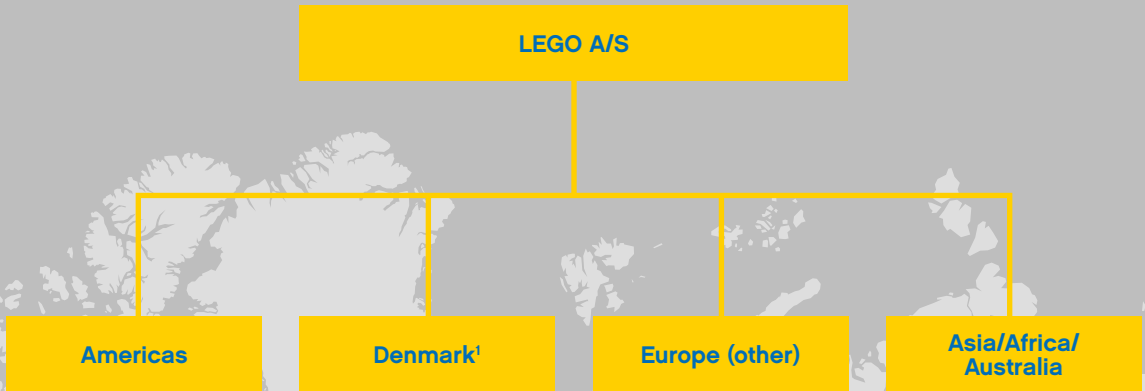 LEGO A/S
Americas
Denmark¹
Europe (other)
Asia/Africa/
Australia